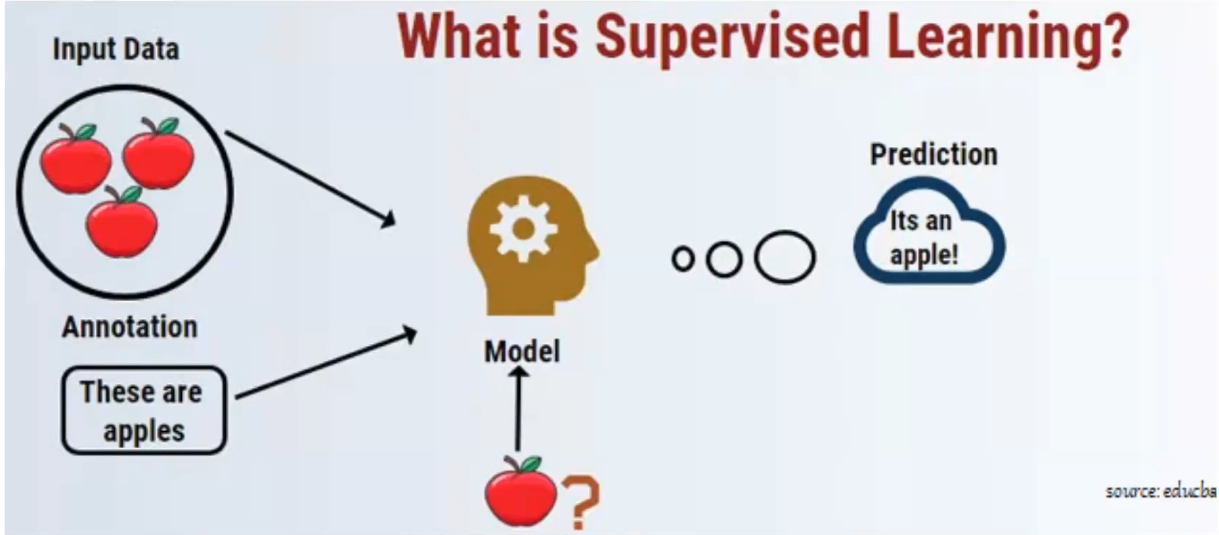 What is Supervised Learning?
Input Data
Annotation
These are
apples
Model
?
Prediction
Its an
apple!
source: educba